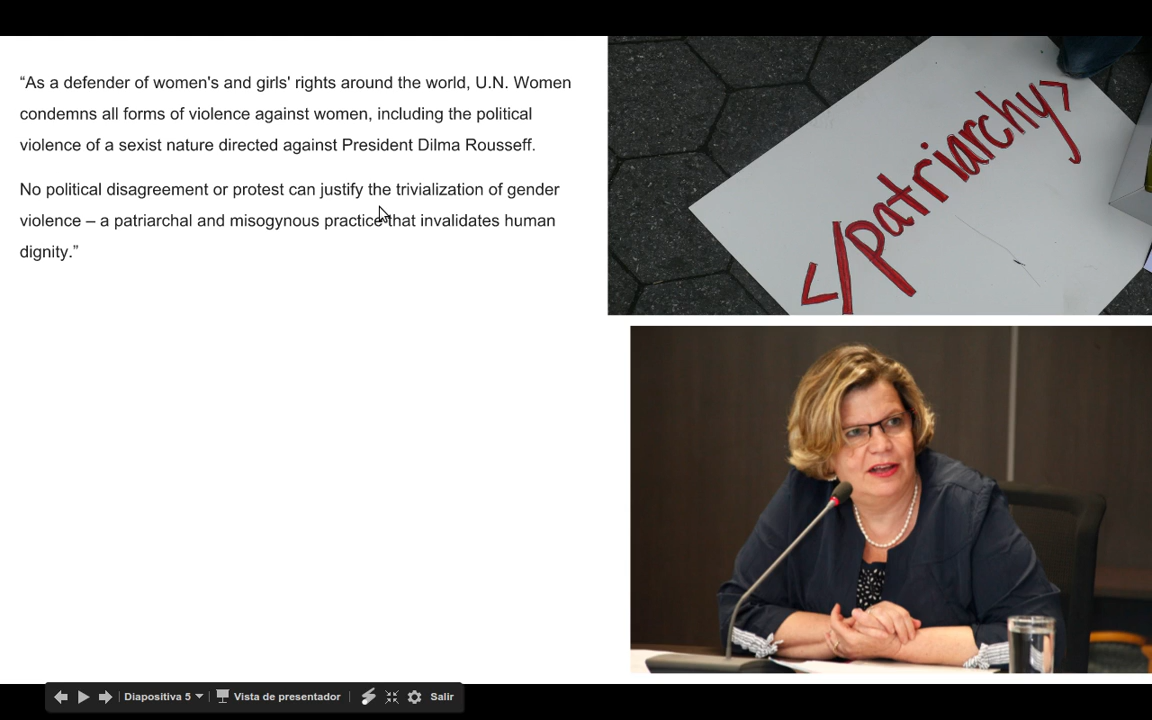 “As a defender of women's and girls' rights around the world, U.N. Women
condemns all forms of violence against women, including the political
violence of a sexist nature directed against President Dilma Rousseff.
No political disagreement or protest can justify the trivialization of gender
violence – a patriarchal and misogynous practice that invalidates human
dignity.”
</patriarchy>
Diapositiva 5
Vista de presentador
Salir